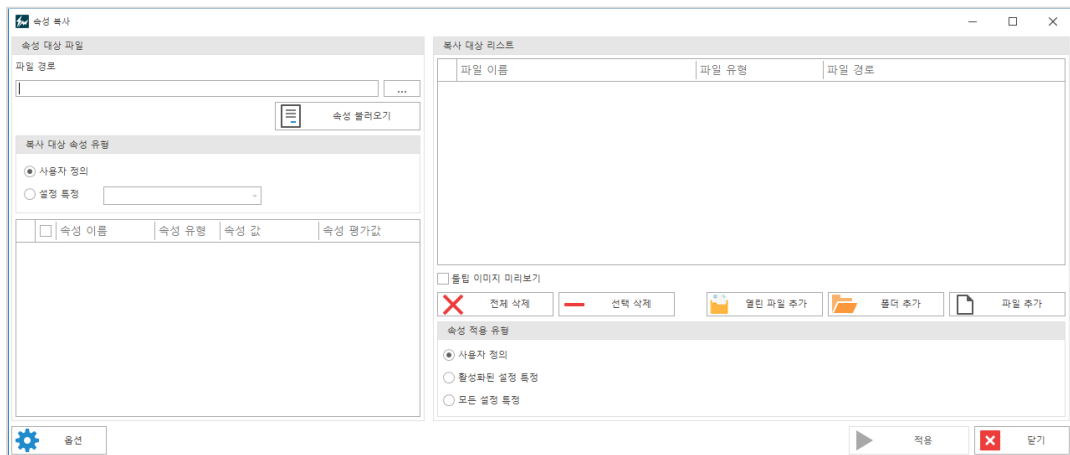 속성 복사
속성 대상 파일
파일 경로
...
속성 불러오기
복사 대상 속성 유형
사용자 정의
설정 특정
속성 이름 속성 유형 속성 값 속성 평가값
옵션
복사 대상 리스트
파일 이름 파일 유형 파일 경로
툴팁 이미지 미리보기
전체 삭제 선택 삭제 열린 파일 추가 폴더 추가 파일 추가
속성 적용 유형
사용자 정의
활성화된 설정 특정
모든 설정 특정
적용 닫기